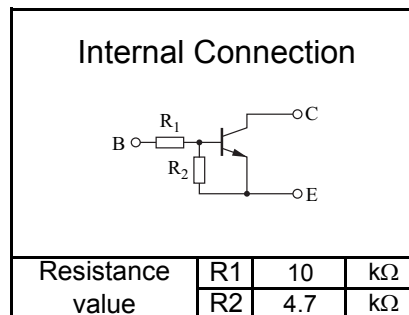 Internal Connection
C
R1
B
R2
E
Resistance value R1 10 kΩ
R2 4.7 kΩ